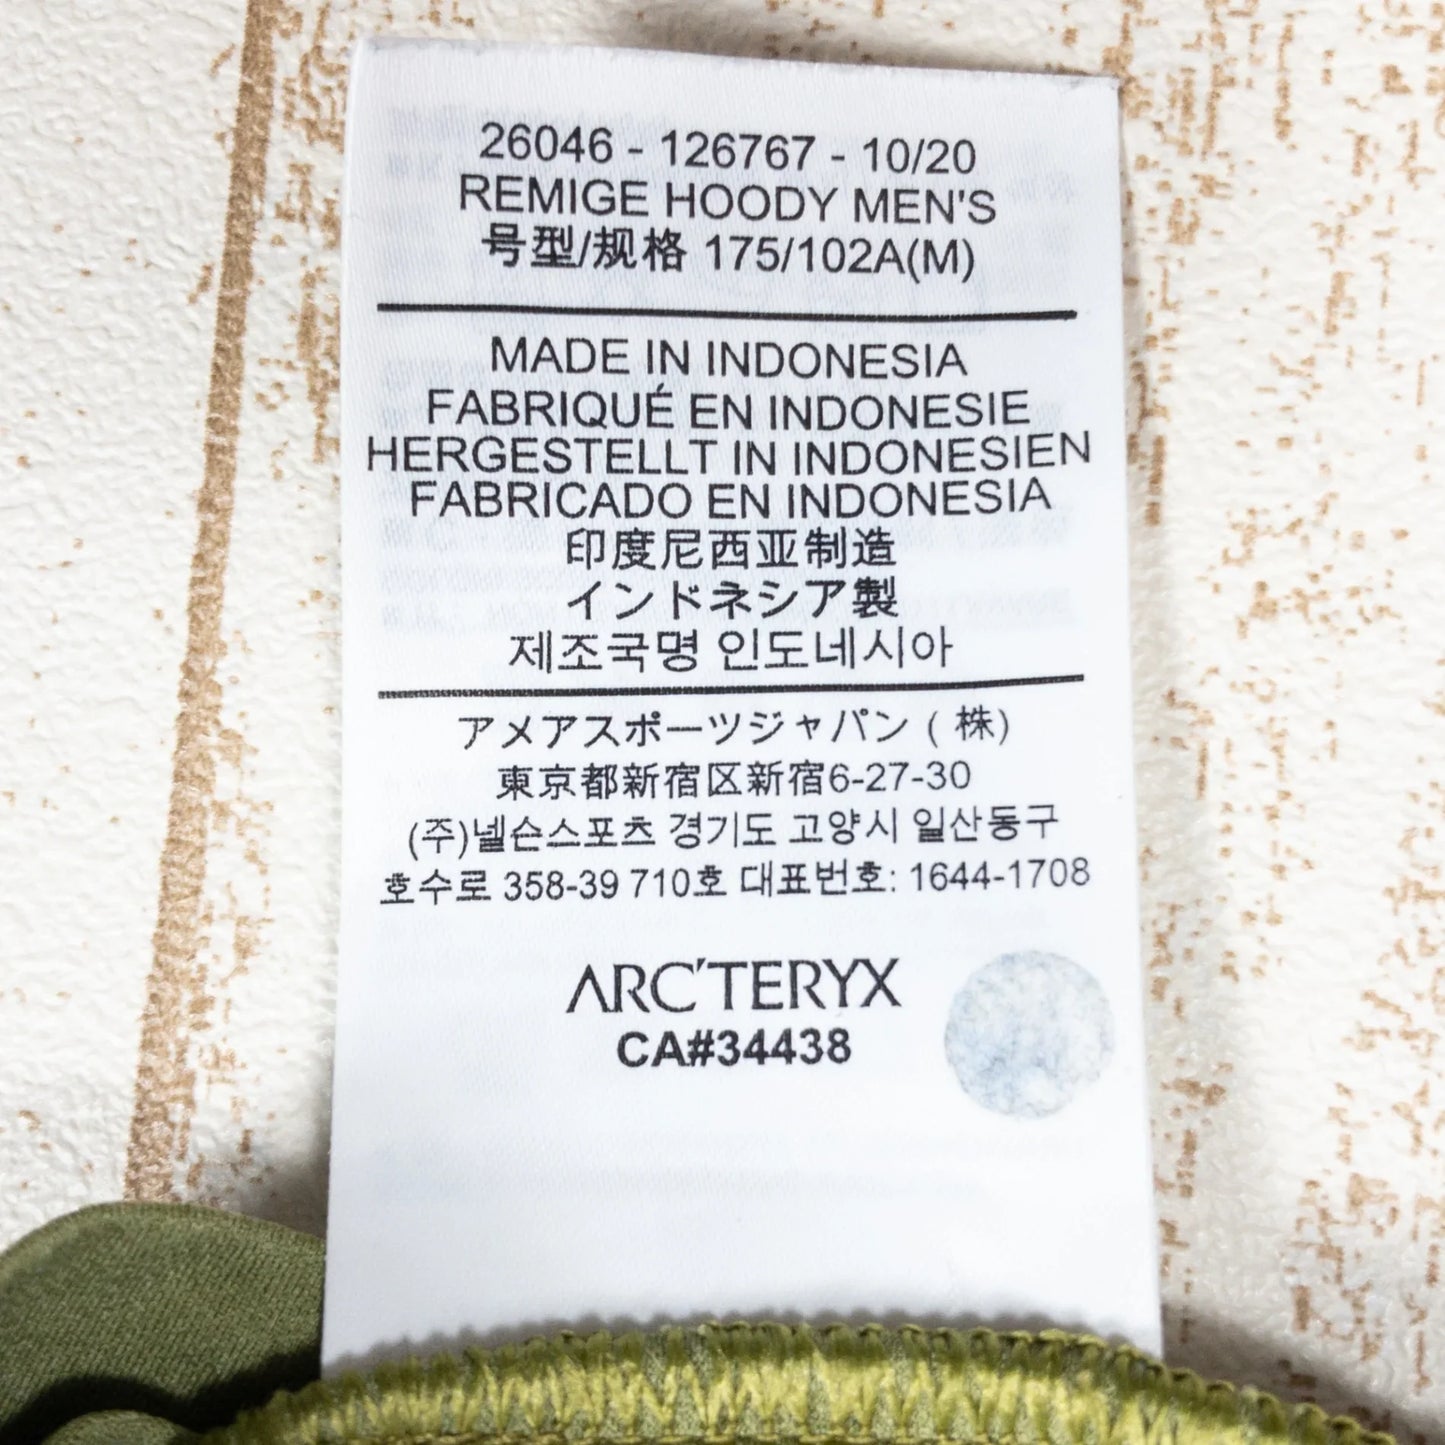 26046 - 126767 - 10/20
REMIGE HOODY MEN'S
号型/规格 175/102A(M)
MADE IN INDONESIA
FABRIQUÉ EN INDONESIE
HERGESTELLT IN INDONESIEN
FABRICADO EN INDONESIA
印度尼西亚制造
インドネシア製
제조국명 인도네시아
アメアスポーツジャパン ( 株)
東京都新宿区新宿6-27-30
(주)넬슨스포츠 경기도 고양시 일산동구
호수로 358-39 710호 대표번호: 1644-1708
ARC'TERYX
CA#34438